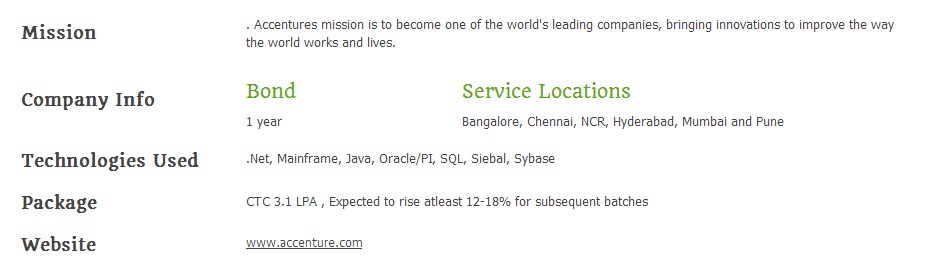 Mission
. Accentures mission is to become one of the world's leading companies, bringing innovations to improve the way
the world works and lives.
Company Info
Bond
Service Locations
1 year
Bangalore, Chennai, NCR, Hyderabad, Mumbai and Pune
Technologies Used
.Net, Mainframe, Java, Oracle/PI, SQL, Siebal, Sybase
Package
CTC 3.1 LPA , Expected to rise atleast 12-18% for subsequent batches
Website
www.accenture.com